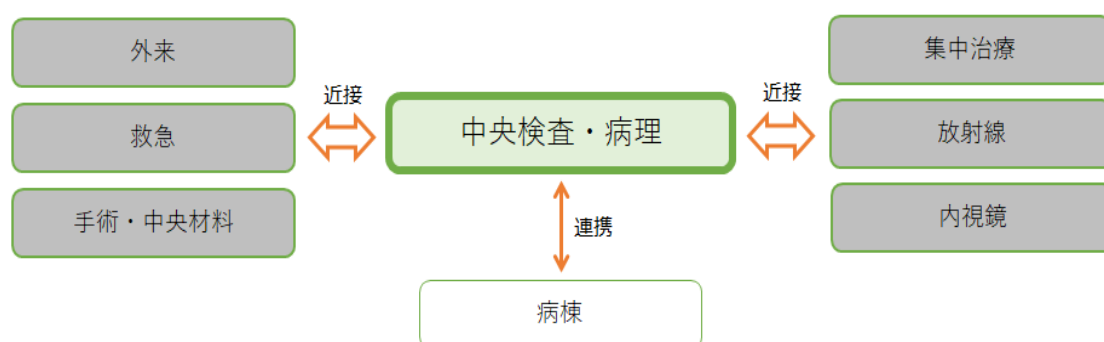 外来
救急
手術・中央材料
近接
中央検査・病理
近接
集中治療
放射線
内視鏡
連携
病棟